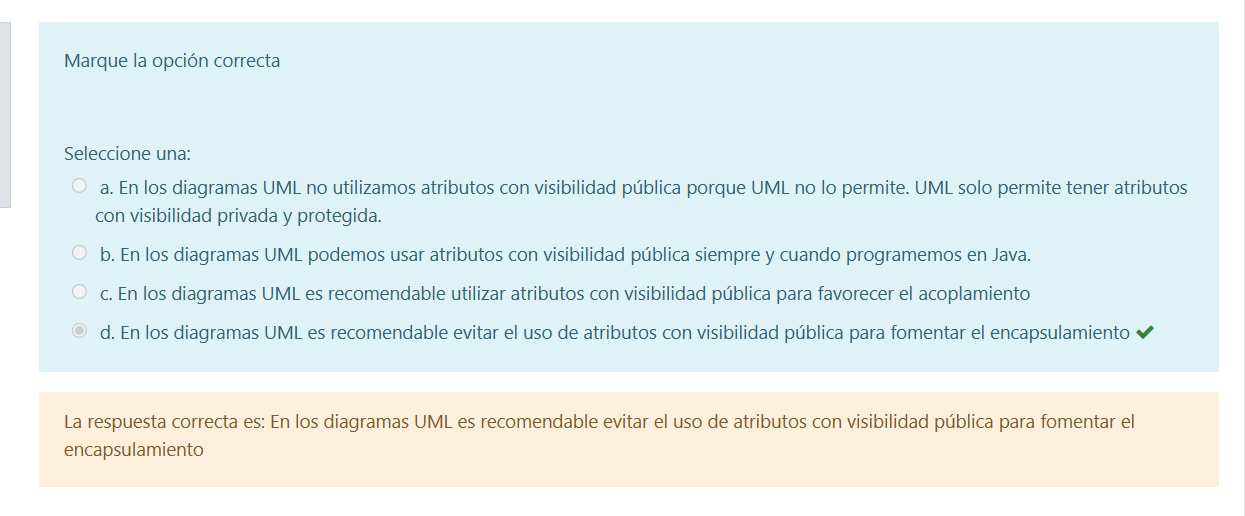 Marque la opción correcta
Seleccione una:
a. En los diagramas UML no utilizamos atributos con visibilidad pública porque UML no lo permite. UML solo permite tener atributos
con visibilidad privada y protegida.
b. En los diagramas UML podemos usar atributos con visibilidad pública siempre y cuando programemos en Java.
c. En los diagramas UML es recomendable utilizar atributos con visibilidad pública para favorecer el acoplamiento
d. En los diagramas UML es recomendable evitar el uso de atributos con visibilidad pública para fomentar el encapsulamiento
La respuesta correcta es: En los diagramas UML es recomendable evitar el uso de atributos con visibilidad pública para fomentar el
encapsulamiento